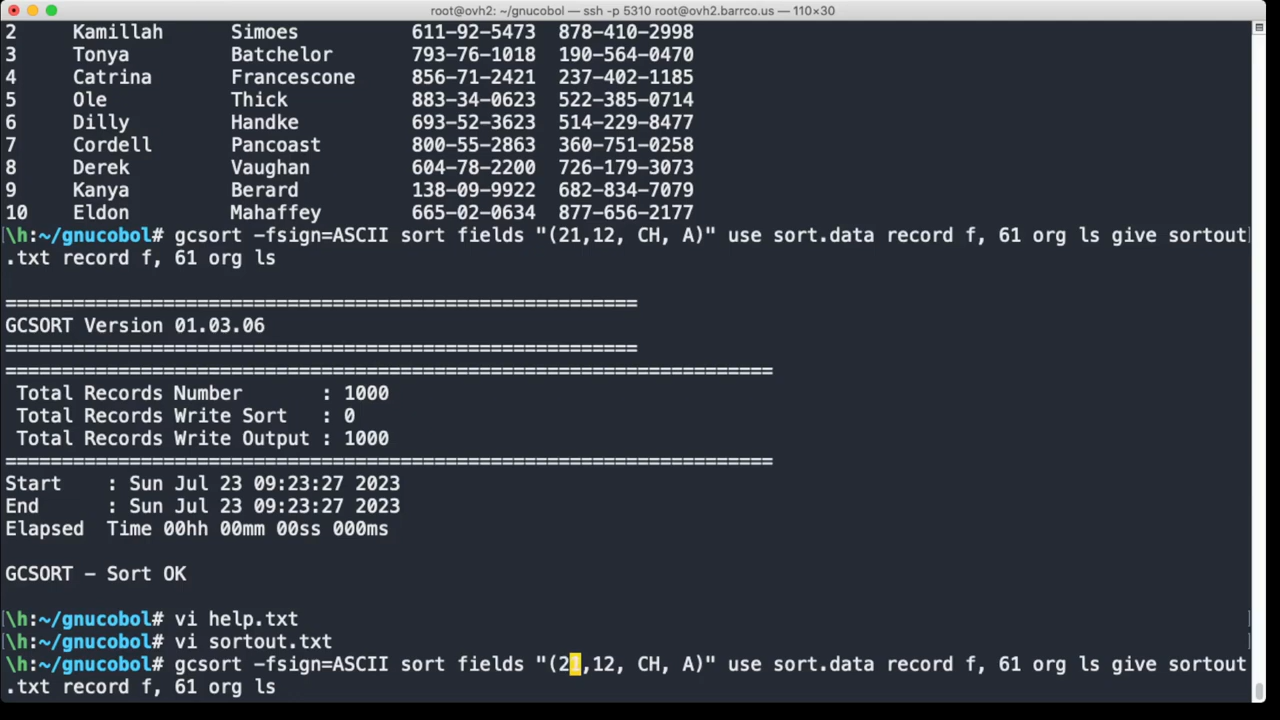 root@ovh2: ~/gnucobol — ssh -p 5310 root@ovh2.barrco.us — 110×30
2     Kamillah      Simoes          611-92-5473  878-410-2998
3     Tonya         Batchelor       793-76-1018  190-564-0470
4     Catrina       Francescone     856-71-2421  237-402-1185
5     Ole           Thick           883-34-0623  522-385-0714
6     Dilly         Handke          693-52-3623  514-229-8477
7     Cordell       Pancoast        800-55-2863  360-751-0258
8     Derek         Vaughan         604-78-2200  726-179-3073
9     Kanya         Berard          138-09-9922  682-834-7079
10    Eldon         Mahaffey        665-02-0634  877-656-2177
[\h:~/gnucobol# gcsort -fsign=ASCII sort fields "(21,12, CH, A)" use sort.data record f, 61 org ls give sortout]
.txt record f, 61 org ls
========================================================
GCSORT Version 01.03.06
========================================================
====================================================================
 Total Records Number       : 1000
 Total Records Write Sort   : 0
 Total Records Write Output : 1000
====================================================================
Start    : Sun Jul 23 09:23:27 2023
End      : Sun Jul 23 09:23:27 2023
Elapsed  Time 00hh 00mm 00ss 000ms
GCSORT - Sort OK
[\h:~/gnucobol# vi help.txt ]
[\h:~/gnucobol# vi sortout.txt ]
\h:~/gnucobol# gcsort -fsign=ASCII sort fields "(21,12, CH, A)" use sort.data record f, 61 org ls give sortout
.txt record f, 61 org ls